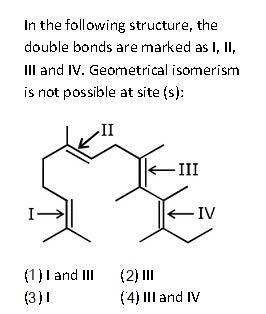 In the following structure, the
double bonds are marked as I, II,
III and IV. Geometrical isomerism
is not possible at site (s):
II
III
I
IV
(1) I and III (2) III
(3) I (4) III and IV